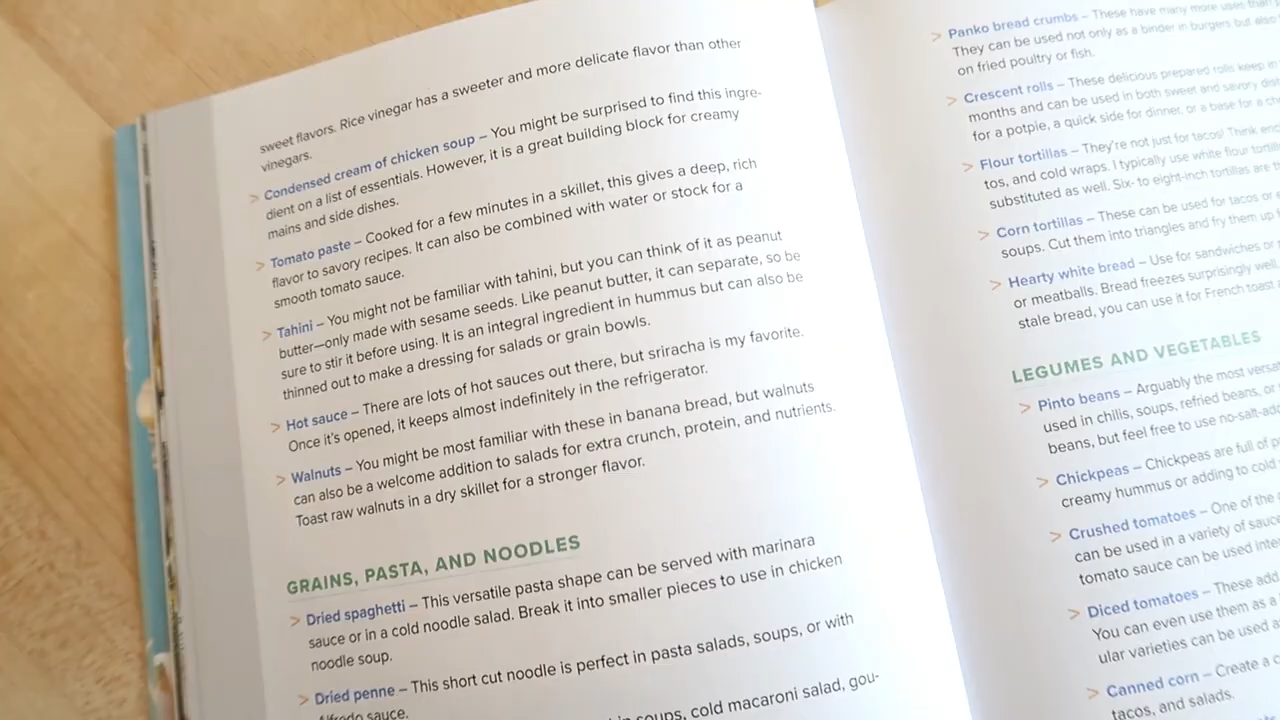 sweet flavors. Rice vinegar has a sweeter and more delicate flavor than other
vinegars.
> Condensed cream of chicken soup – You might be surprised to find this ingre-
dient on a list of essentials. However, it is a great building block for creamy
mains and side dishes.
> Tomato paste – Cooked for a few minutes in a skillet, this gives a deep, rich
flavor to savory recipes. It can also be combined with water or stock for a
smooth tomato sauce.
> Tahini – You might not be familiar with tahini, but you can think of it as peanut
butter—only made with sesame seeds. Like peanut butter, it can separate, so be
sure to stir it before using. It is an integral ingredient in hummus but can also be
thinned out to make a dressing for salads or grain bowls.
> Hot sauce – There are lots of hot sauces out there, but sriracha is my favorite.
Once it's opened, it keeps almost indefinitely in the refrigerator.
> Walnuts – You might be most familiar with these in banana bread, but walnuts
can also be a welcome addition to salads for extra crunch, protein, and nutrients.
Toast raw walnuts in a dry skillet for a stronger flavor.
GRAINS, PASTA, AND NOODLES
> Dried spaghetti – This versatile pasta shape can be served with marinara
sauce or in a cold noodle salad. Break it into smaller pieces to use in chicken
noodle soup.
> Dried penne – This short cut noodle is perfect in pasta salads, soups, or with
Alfredo sauce.
soups, cold macaroni salad, gou-
> Panko bread crumbs – These have many more uses than
They can be used not only as a binder in burgers but also
on fried poultry or fish.
> Crescent rolls – These delicious prepared rolls keep in
months and can be used in both sweet and savory
for a potpie, a quick side for dinner, or a base for a
> Flour tortillas – They're not just for tacos! Think
tos, and cold wraps. I typically use white flour
substituted as well. Six- to eight-inch tortillas are
> Corn tortillas – These can be used for tacos or
soups. Cut them into triangles and fry them up
> Hearty white bread – Use for sandwiches or
or meatballs. Bread freezes surprisingly well.
stale bread, you can use it for French toast
LEGUMES AND VEGETABLES
> Pinto beans – Arguably the most
used in chills, soups, refried beans, or
beans, but feel free to use
> Chickpeas – Chickpeas are full of
creamy hummus or adding to cold
> Crushed tomatoes – One of the
can be used in a variety of
tomato sauce can be used
> Diced tomatoes – These add
You can even use them as a
ular varieties can be used
> Canned corn – Create a
tacos, and salads.